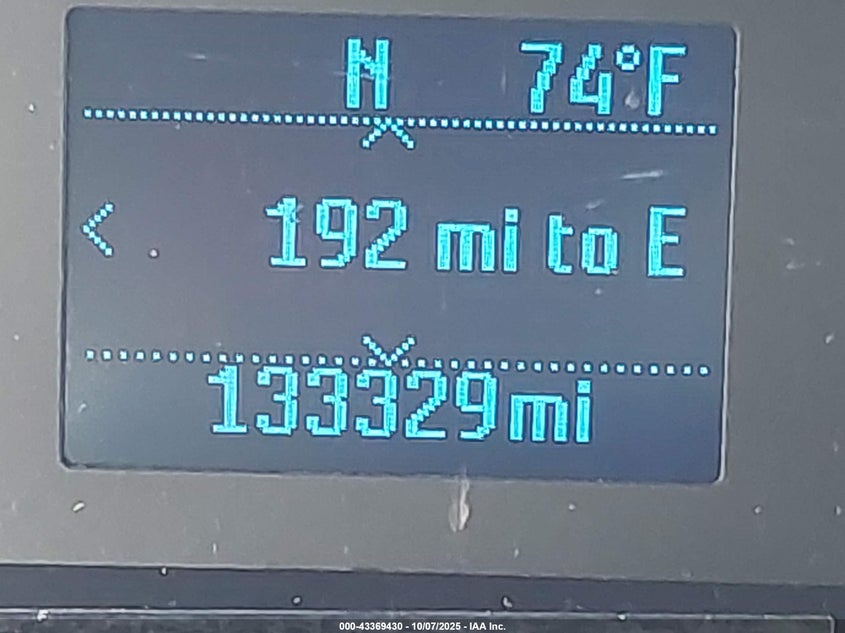 N 74°F
192 mi to E
133329mi
000-43369430 - 10/07/2025 - IAA Inc.